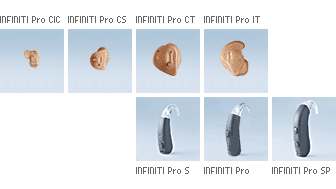 INFINITI Pro CIC
INFINITI Pro CS
INFINITI Pro CT
INFINITI Pro IT
INFINITI Pro S
INFINITI Pro
INFINITI Pro SP